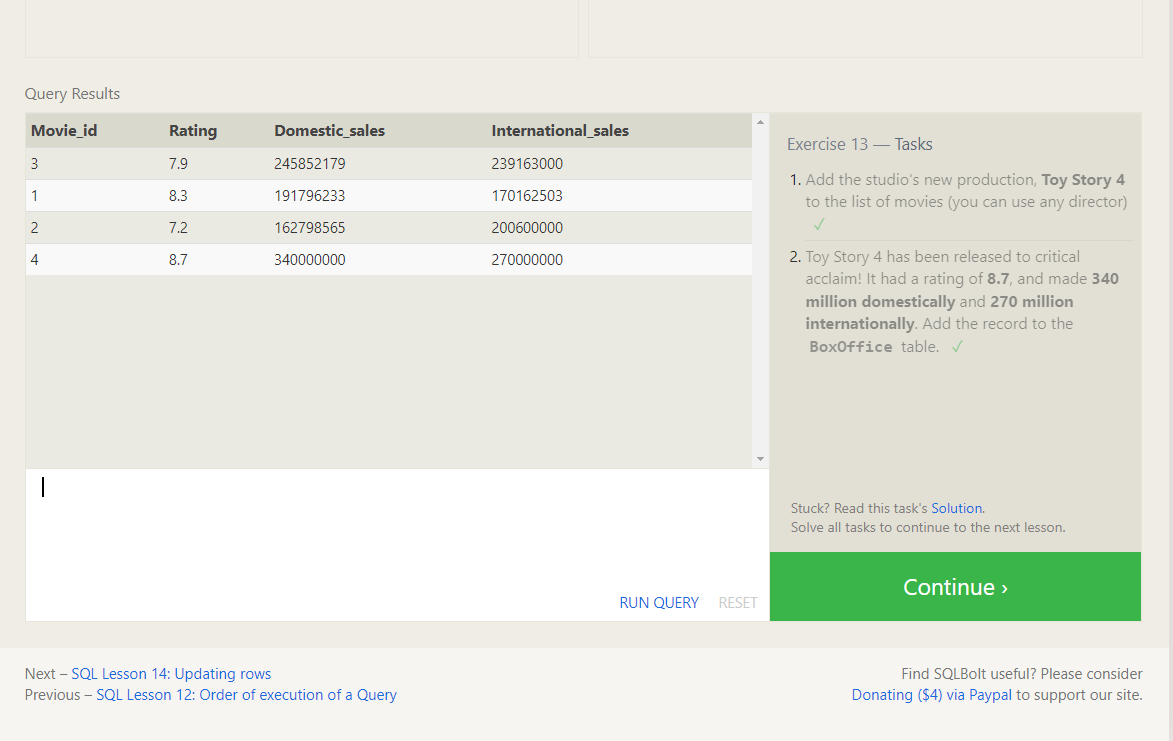 Query Results
Movie_id Rating Domestic_sales International_sales
3 7.9 245852179 239163000
1 8.3 191796233 170162503
2 7.2 162798565 200600000
4 8.7 340000000 270000000
RUN QUERY RESET
Exercise 13 — Tasks
1. Add the studio's new production, Toy Story 4
to the list of movies (you can use any director)
✓
2. Toy Story 4 has been released to critical
acclaim! It had a rating of 8.7, and made 340
million domestically and 270 million
internationally. Add the record to the
BoxOffice table. ✓
Stuck? Read this task's Solution.
Solve all tasks to continue to the next lesson.
Continue ›
Next – SQL Lesson 14: Updating rows
Previous – SQL Lesson 12: Order of execution of a Query
Find SQLBolt useful? Please consider
Donating ($4) via Paypal to support our site.